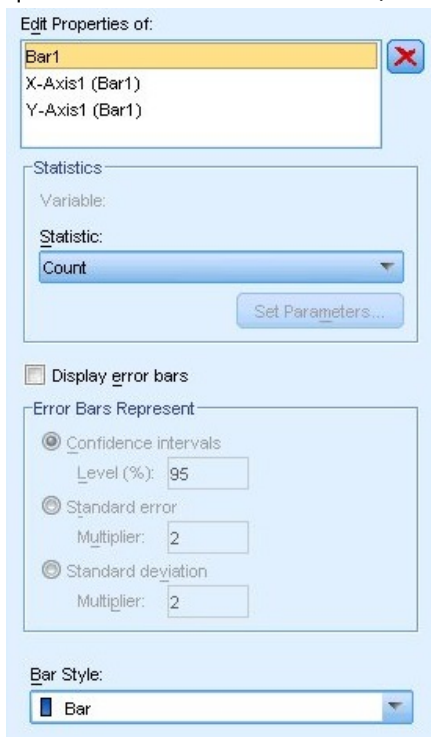 Edit Properties of:
Bar1
X-Axis1 (Bar1)
Y-Axis1 (Bar1)
Statistics
Variable:
Statistic:
Count
Set Parameters...
Display error bars
Error Bars Represent
Confidence intervals
Level (%): 95
Standard error
Multiplier: 2
Standard deviation
Multiplier: 2
Bar Style:
Bar